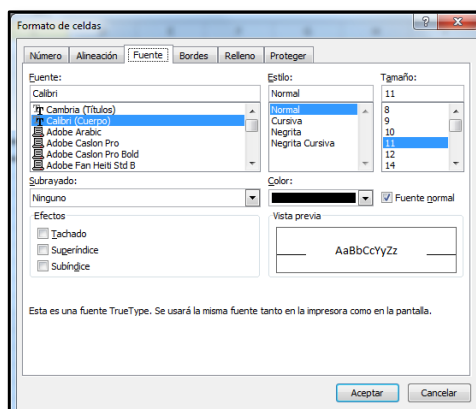 Formato de celdas
Número Alineación Fuente Bordes Relleno Proteger
Fuente: Estilo: Tamaño:
Calibri Normal 11
Cambria (Títulos) Normal 8
Calibri (Cuerpo) Cursiva 9
Adobe Arabic Negrita 10
Adobe Caslon Pro Negrita Cursiva 11
Adobe Caslon Pro Bold 12
Adobe Fan Heiti Std B 14
Subrayado: Color:
Ninguno Fuente normal
Efectos Vista previa
Tachado
Superíndice AaBbCcYyZz
Subíndice
Esta es una fuente TrueType. Se usará la misma fuente tanto en la impresora como en la pantalla.
Aceptar Cancelar